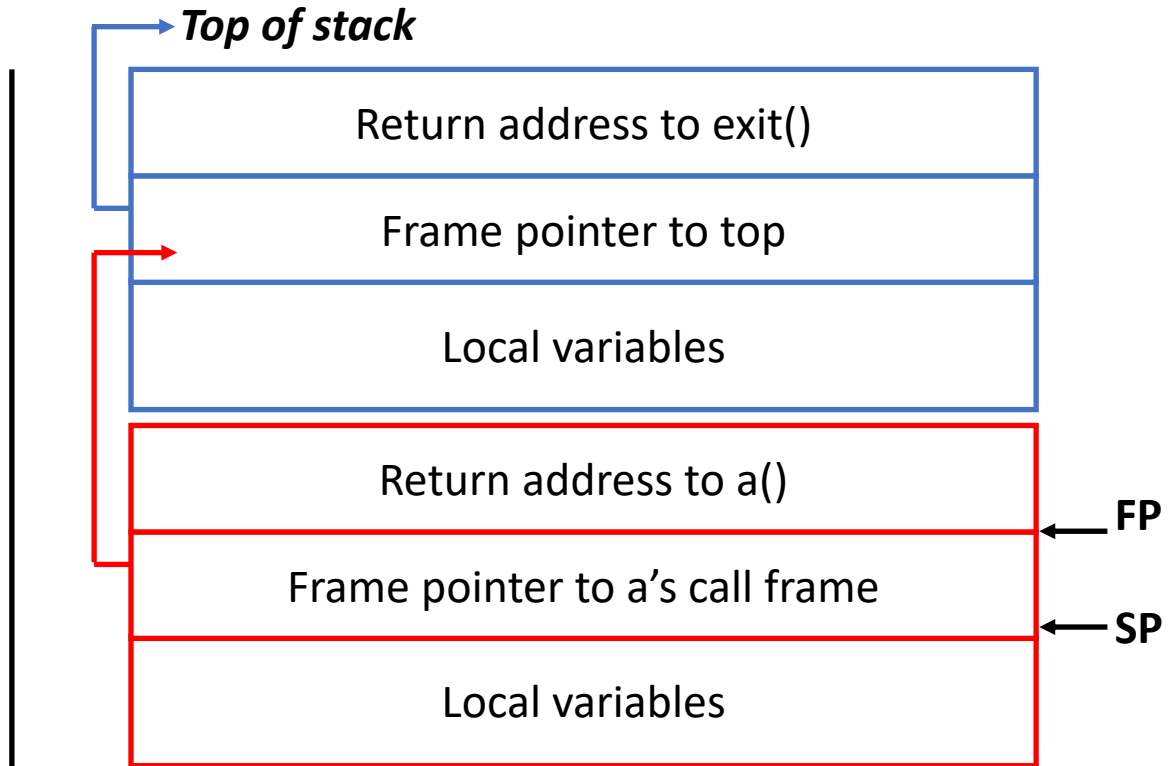 Top of stack
Return address to exit()
Frame pointer to top
Local variables
Return address to a()
FP
Frame pointer to a’s call frame
SP
Local variables